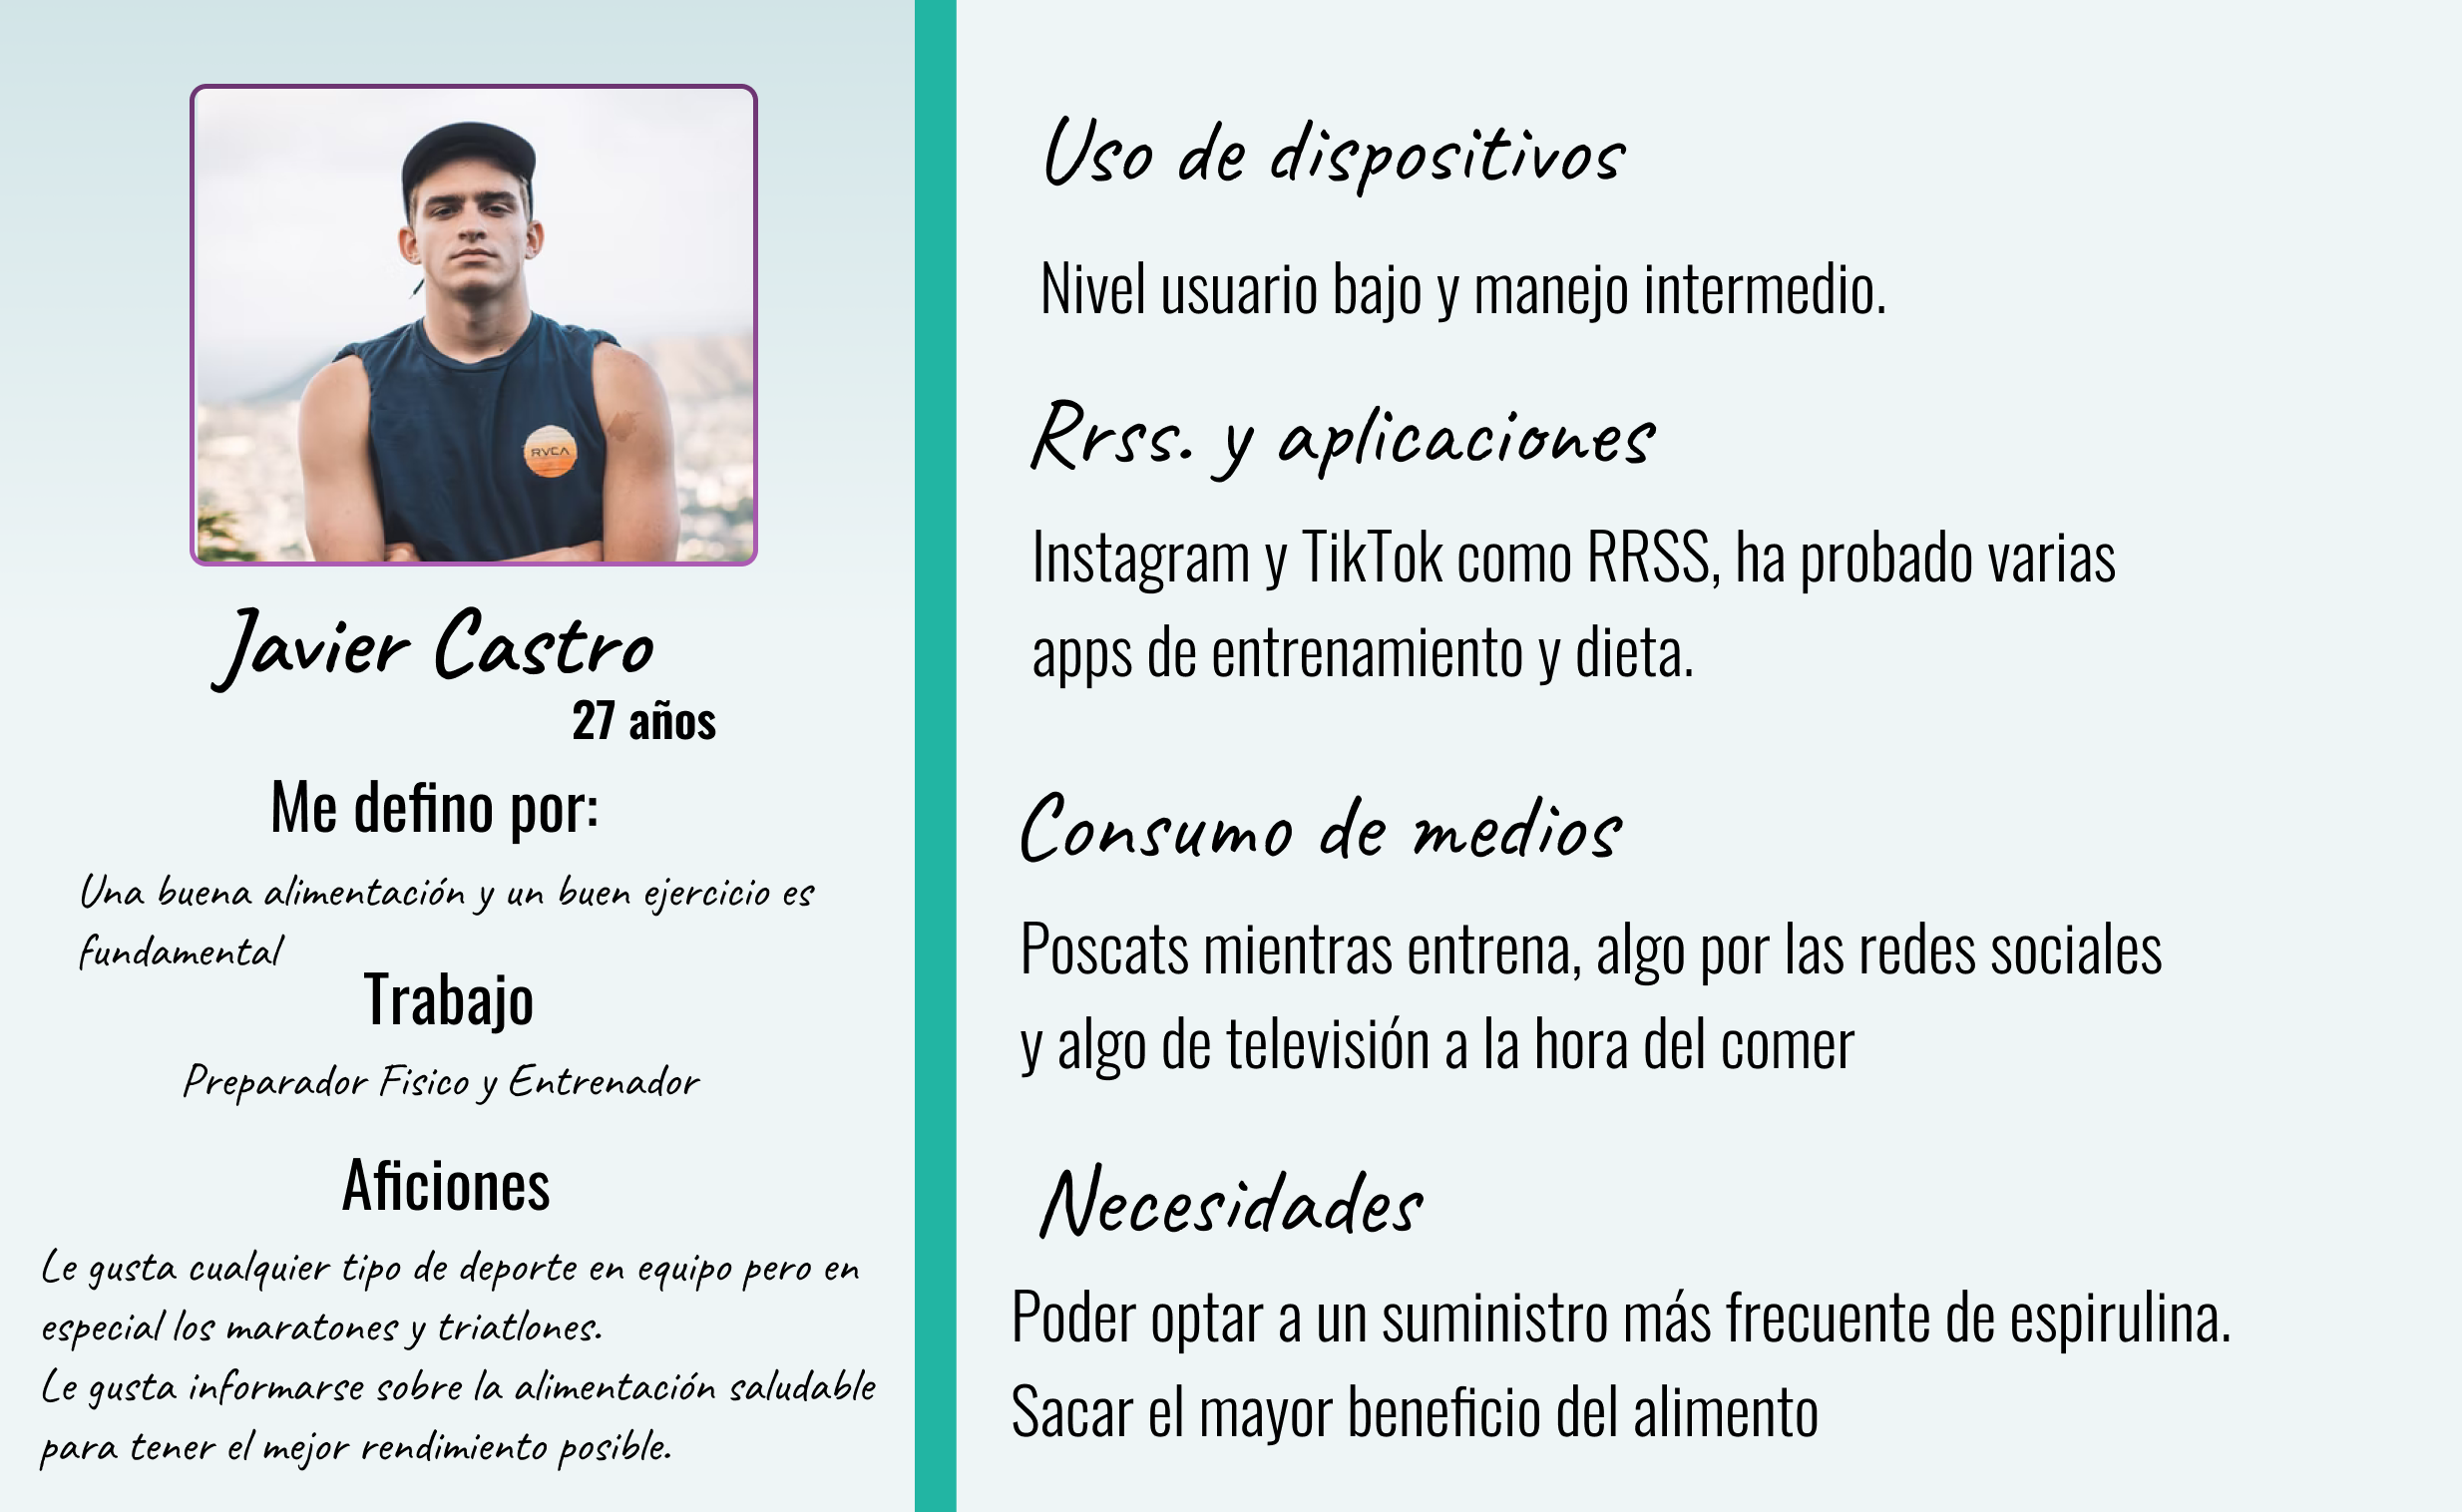 RVCA
Javier Castro
27 años
Me defino por:
Una buena alimentación y un buen ejercicio es
fundamental
Trabajo
Preparador Fisico y Entrenador
Aficiones
Le gusta cualquier tipo de deporte en equipo pero en
especial los maratones y triatlones.
Le gusta informarse sobre la alimentación saludable
para tener el mejor rendimiento posible.
Uso de dispositivos
Nivel usuario bajo y manejo intermedio.
Rrss. y aplicaciones
Instagram y TikTok como RRSS, ha probado varias
apps de entrenamiento y dieta.
Consumo de medios
Poscats mientras entrena, algo por las redes sociales
y algo de televisión a la hora del comer
Necesidades
Poder optar a un suministro más frecuente de espirulina.
Sacar el mayor beneficio del alimento